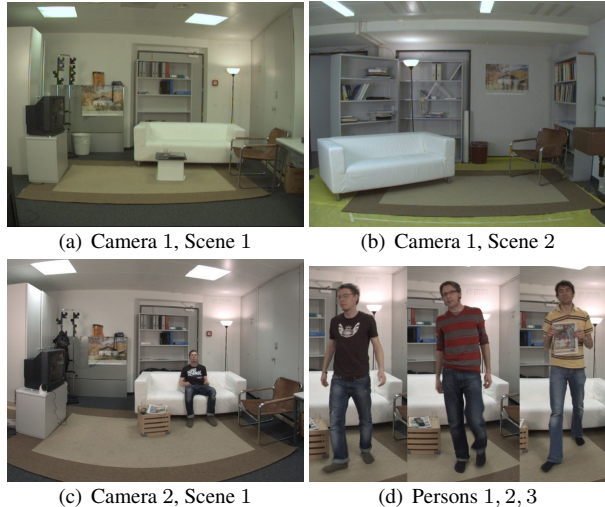 (a) Camera 1, Scene 1
(b) Camera 1, Scene 2
(c) Camera 2, Scene 1
(d) Persons 1, 2, 3